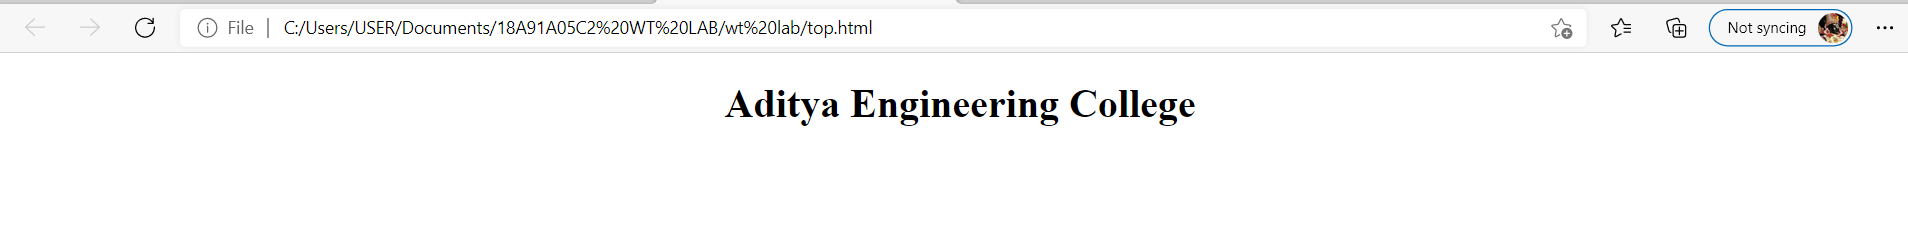 File | C:/Users/USER/Documents/18A91A05C2%20WT%20LAB/wt%20lab/top.html Not syncing
Aditya Engineering College